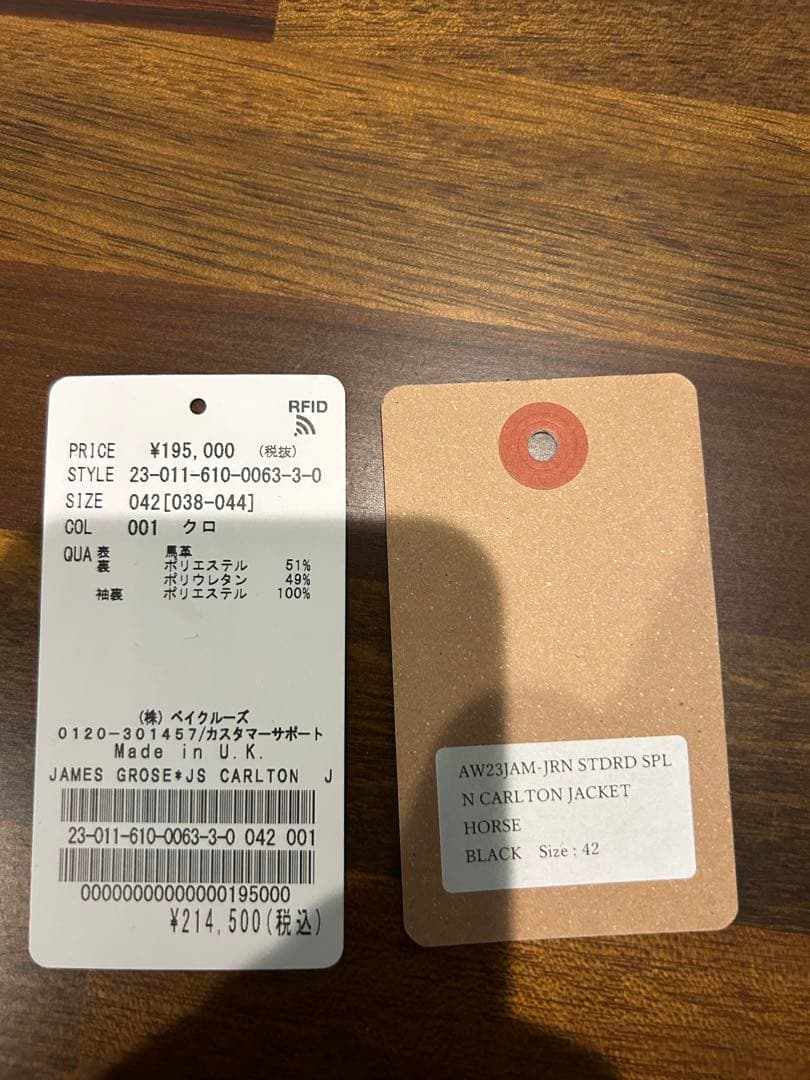 RFID
PRICE ¥195,000 (税抜)
STYLE 23-011-610-0063-3-0
SIZE 042[038-044]
COL 001 クロ
QUA 表 馬革
裏 ポリエステル 51%
ポリウレタン 49%
袖裏 ポリエステル 100%
(株) ベイクルーズ
0120-301457/カスタマーサポート
Made in U.K.
JAMES GROSE*JS CARLTON J
23-011-610-0063-3-0 042 001
00000000000000195000
¥214,500(税込)
AW23JAM-JRN STDRD SPL
N CARLTON JACKET
HORSE
BLACK Size : 42